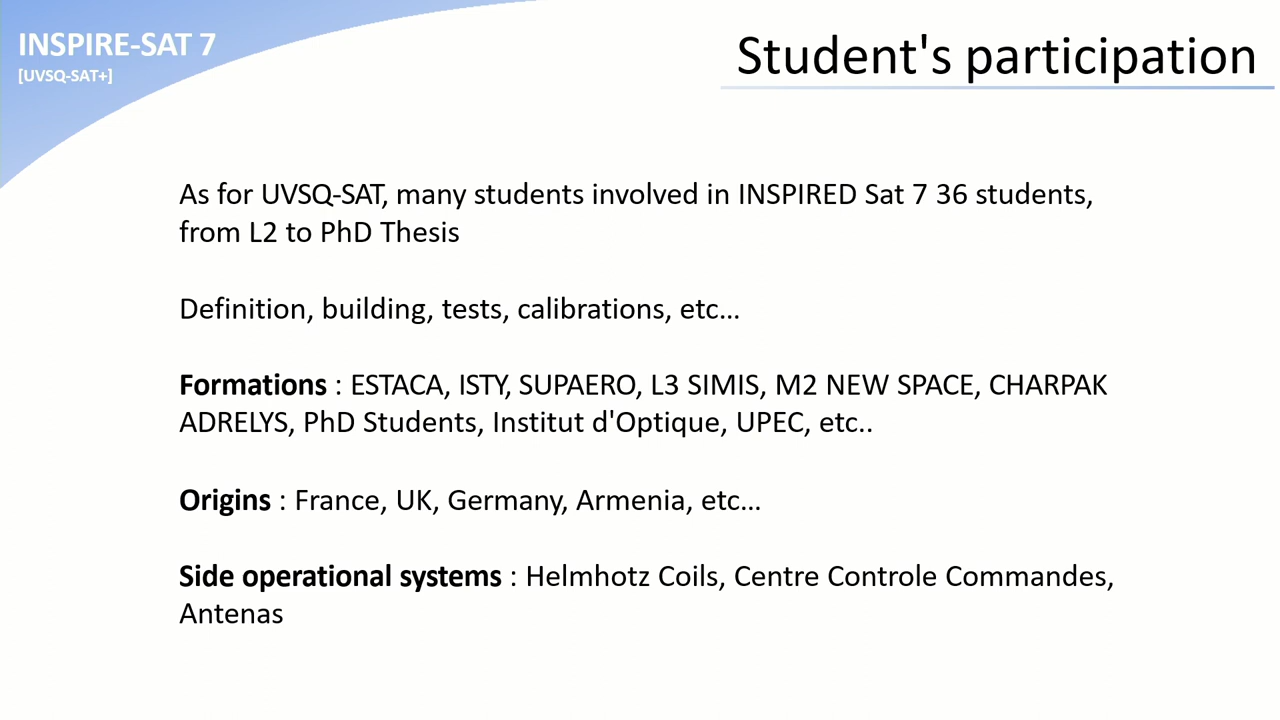 INSPIRE-SAT 7
[UVSQ-SAT+]
Student's participation
As for UVSQ-SAT, many students involved in INSPIRED Sat 7 36 students,
from L2 to PhD Thesis
Definition, building, tests, calibrations, etc...
Formations : ESTACA, ISTY, SUPAERO, L3 SIMIS, M2 NEW SPACE, CHARPAK
ADRELYS, PhD Students, Institut d'Optique, UPEC, etc..
Origins : France, UK, Germany, Armenia, etc...
Side operational systems : Helmhotz Coils, Centre Controle Commandes,
Antenas